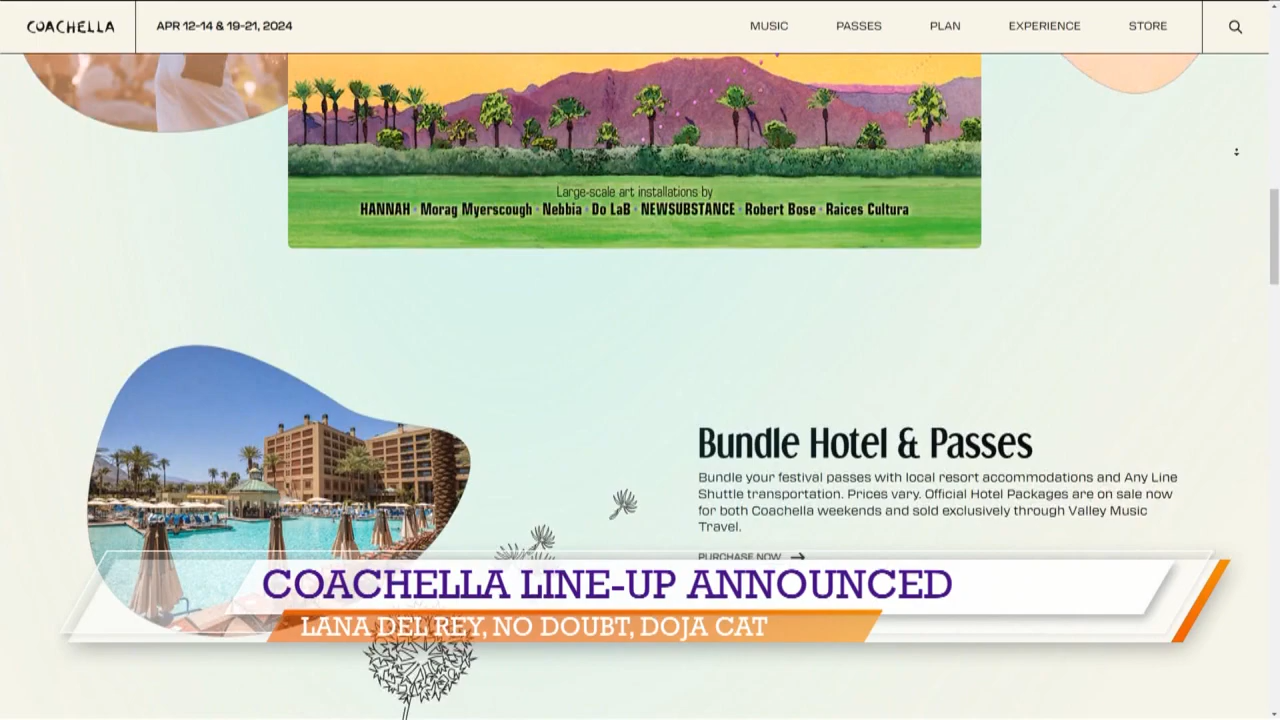 COACHELLA
APR 12-14 & 19-21, 2024
MUSIC
PASSES
PLAN
EXPERIENCE
STORE
Large-scale art installations by
HANNAH · Morag Myerscough · Nebbia · Do LaB · NEWSUBSTANCE · Robert Bose · Raices Cultura
Bundle Hotel & Passes
Bundle your festival passes with local resort accommodations and Any Line
Shuttle transportation. Prices vary. Official Hotel Packages are on sale now
for both Coachella weekends and sold exclusively through Valley Music
Travel.
PURCHASE NOW
COACHELLA LINE-UP ANNOUNCED
LANA DEL REY, NO DOUBT, DOJA CAT